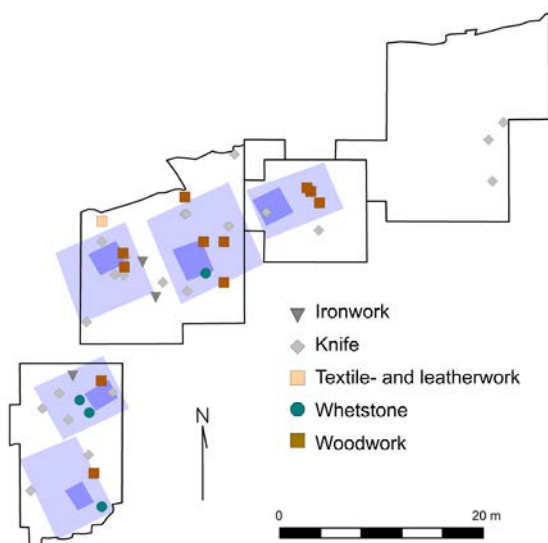 Ironwork
Knife
Textile- and leatherwork
Whetstone
Woodwork
N
0 20 m